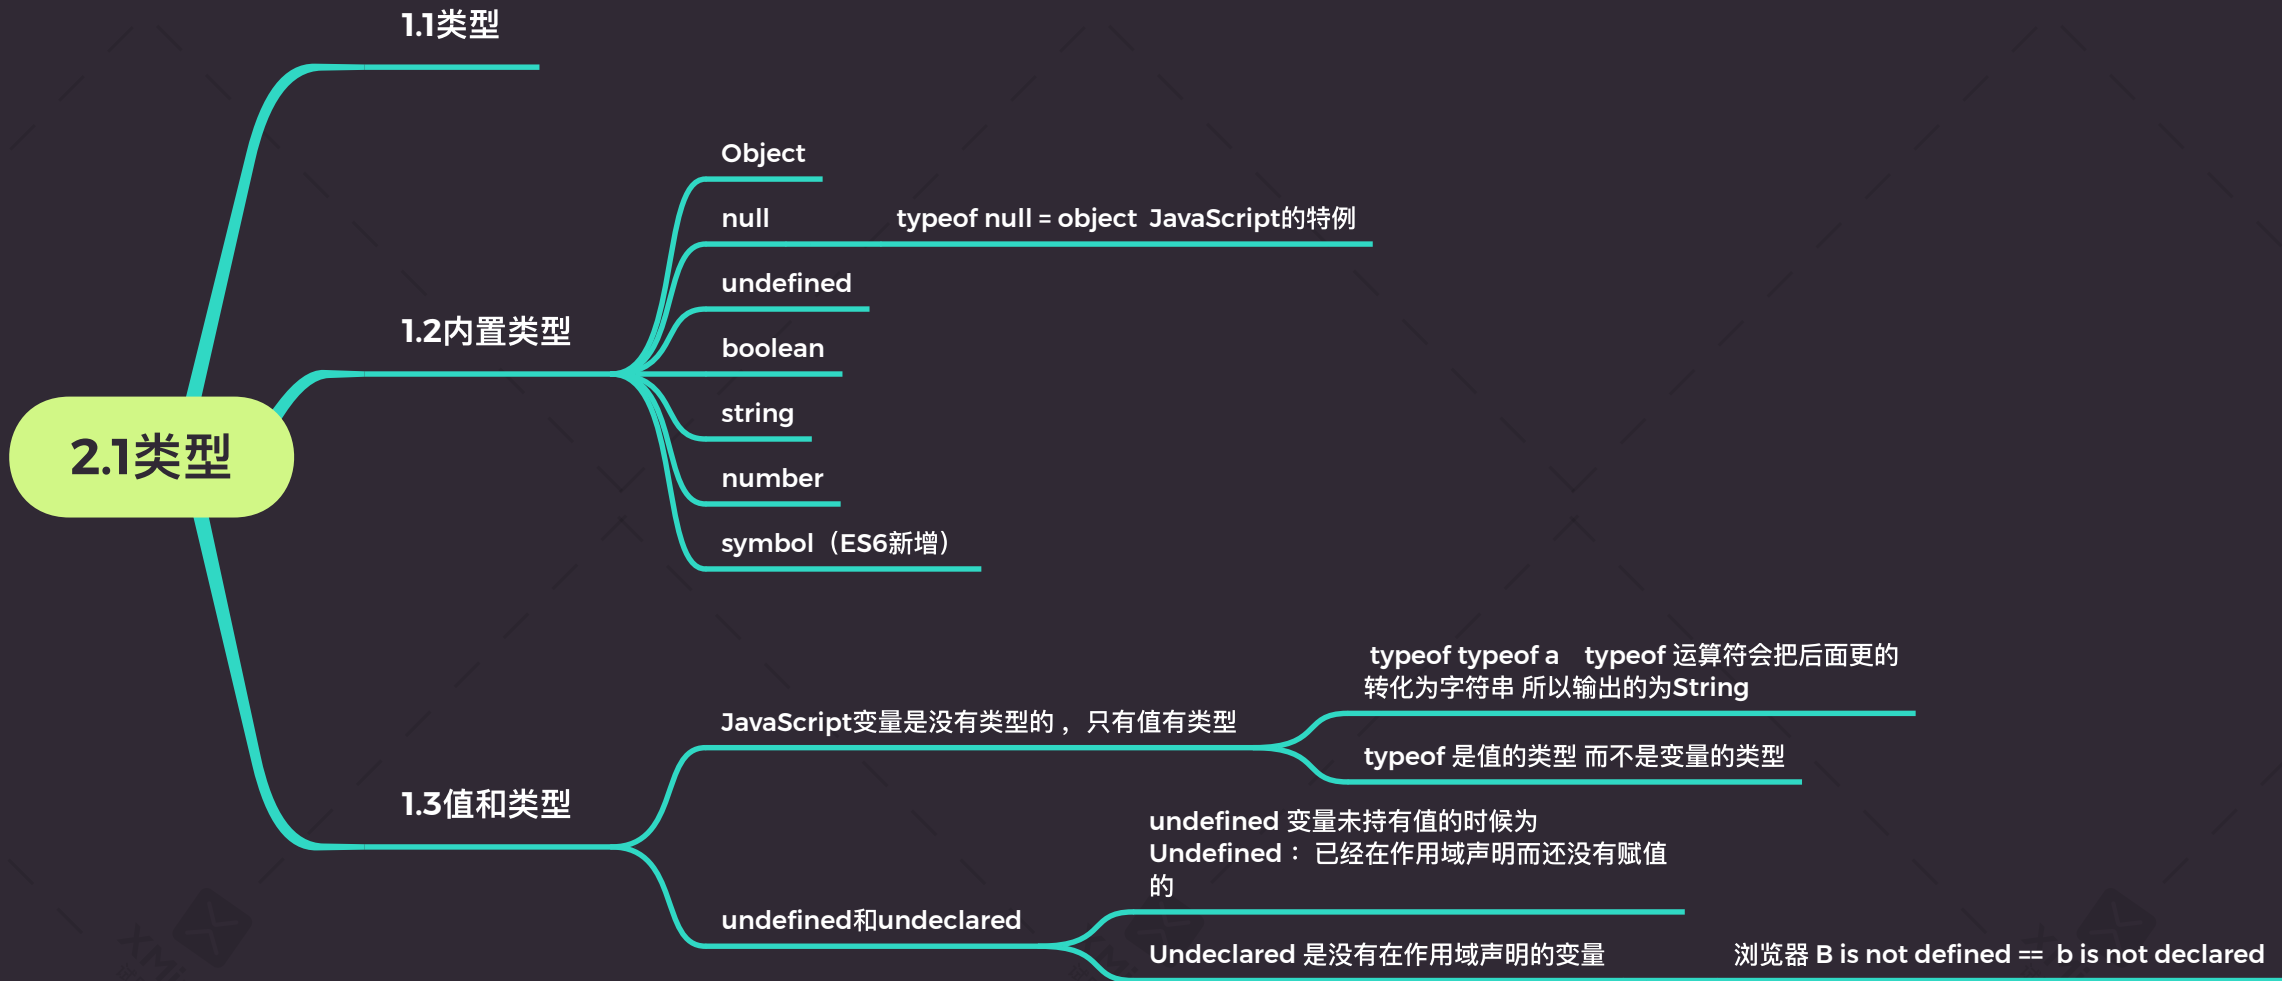 2.1类型
1.1类型
1.2内置类型
Object
null
typeof null = object  JavaScript的特例
undefined
boolean
string
number
symbol（ES6新增）
1.3值和类型
JavaScript变量是没有类型的 ，只有值有类型
typeof typeof a    typeof 运算符会把后面更的
转化为字符串 所以输出的为String
typeof 是值的类型 而不是变量的类型
undefined和undeclared
undefined 变量未持有值的时候为
Undefined： 已经在作用域声明而还没有赋值
的
Undeclared 是没有在作用域声明的变量
浏览器 B is not defined ==  b is not declared